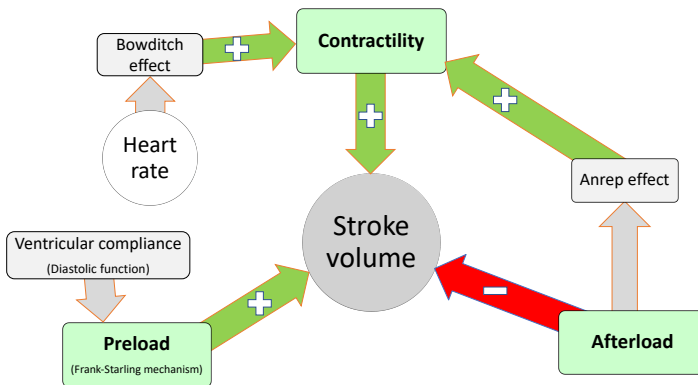 Bowditch
effect
Contractility
Heart
rate
Anrep effect
Stroke
volume
Ventricular compliance
(Diastolic function)
Preload
(Frank-Starling mechanism)
Afterload